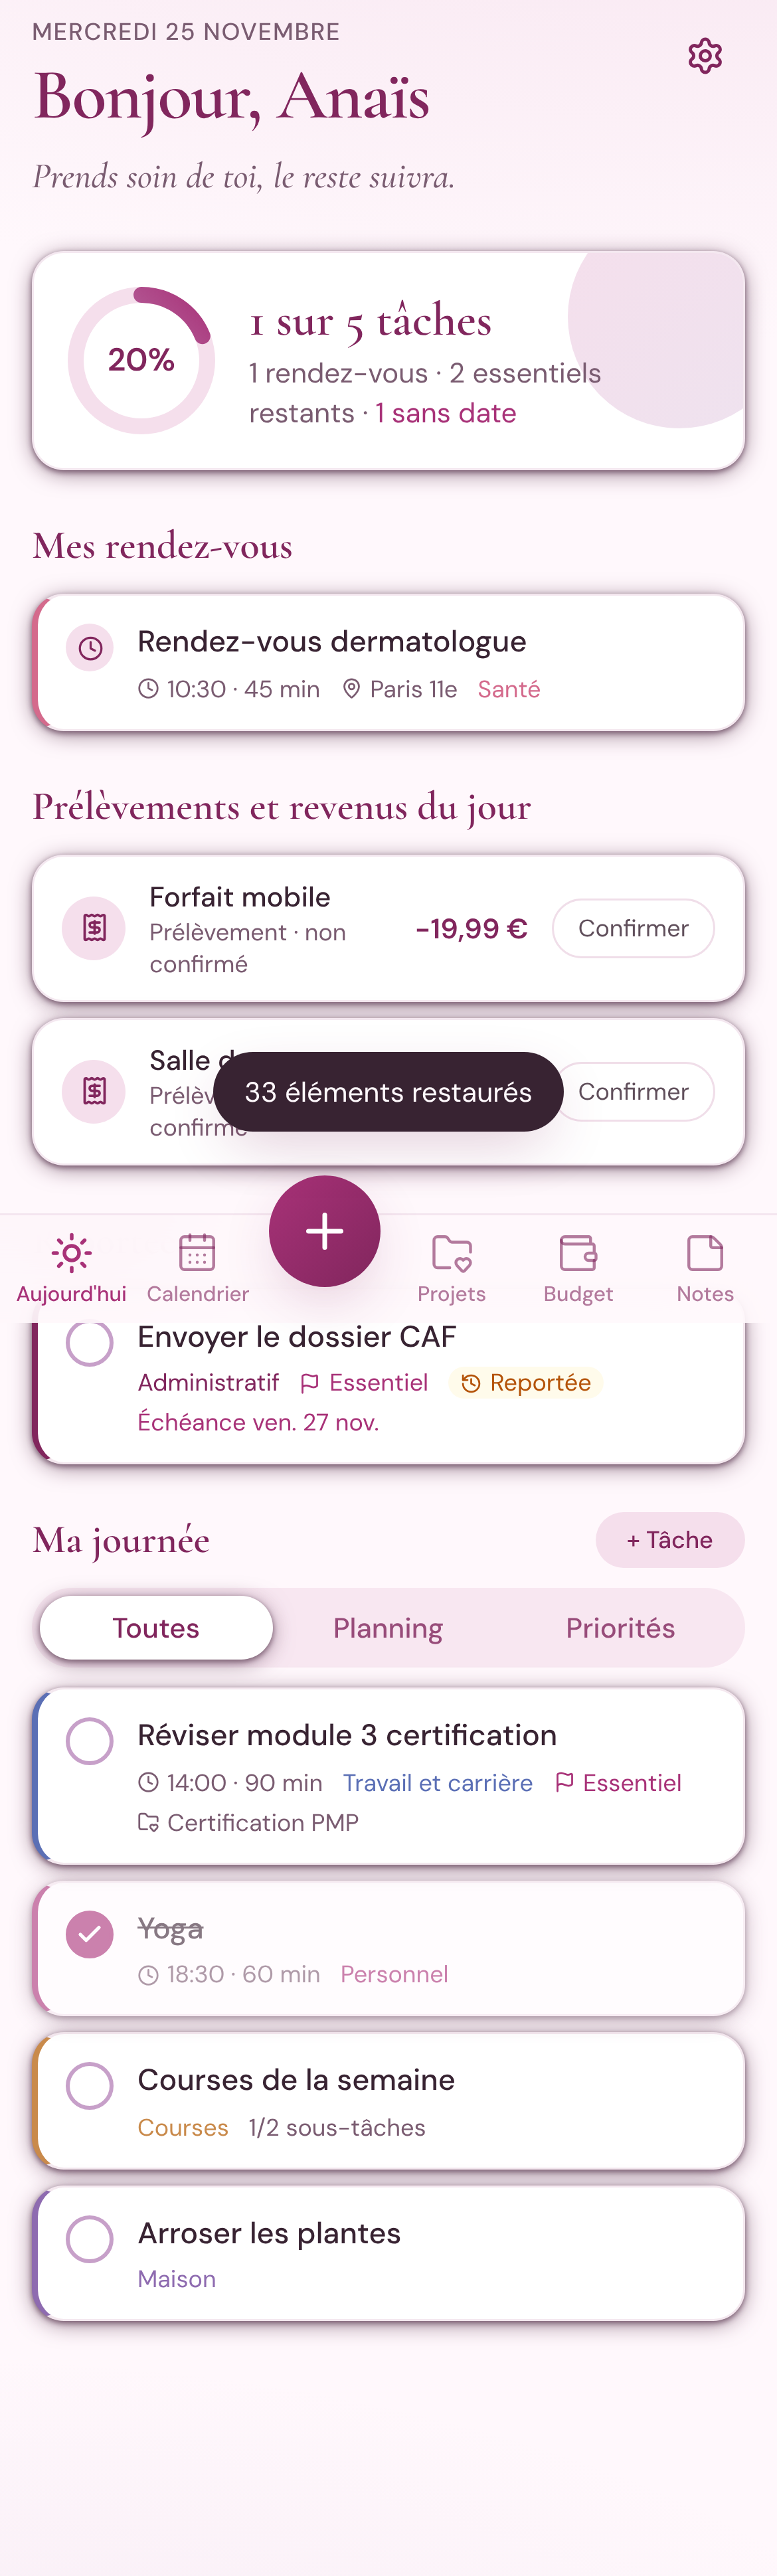 MERCREDI 25 NOVEMBRE
Bonjour, Anaïs
Prends soin de toi, le reste suivra.
20%
1 sur 5 tâches
1 rendez-vous · 2 essentiels
restants · 1 sans date
Mes rendez-vous
Rendez-vous dermatologue
10:30 · 45 min Paris 11e Santé
Prélèvements et revenus du jour
Forfait mobile
Prélèvement · non
confirmé
-19,99 € Confirmer
Salle
33 éléments restaurés
confirmé
Confirmer
Aujourd'hui Calendrier Projets Budget Notes
Envoyer le dossier CAF
Administratif Essentiel Reportée
Échéance ven. 27 nov.
Ma journée + Tâche
Toutes Planning Priorités
Réviser module 3 certification
14:00 · 90 min Travail et carrière Essentiel
Certification PMP
Yoga
18:30 · 60 min Personnel
Courses de la semaine
Courses 1/2 sous-tâches
Arroser les plantes
Maison